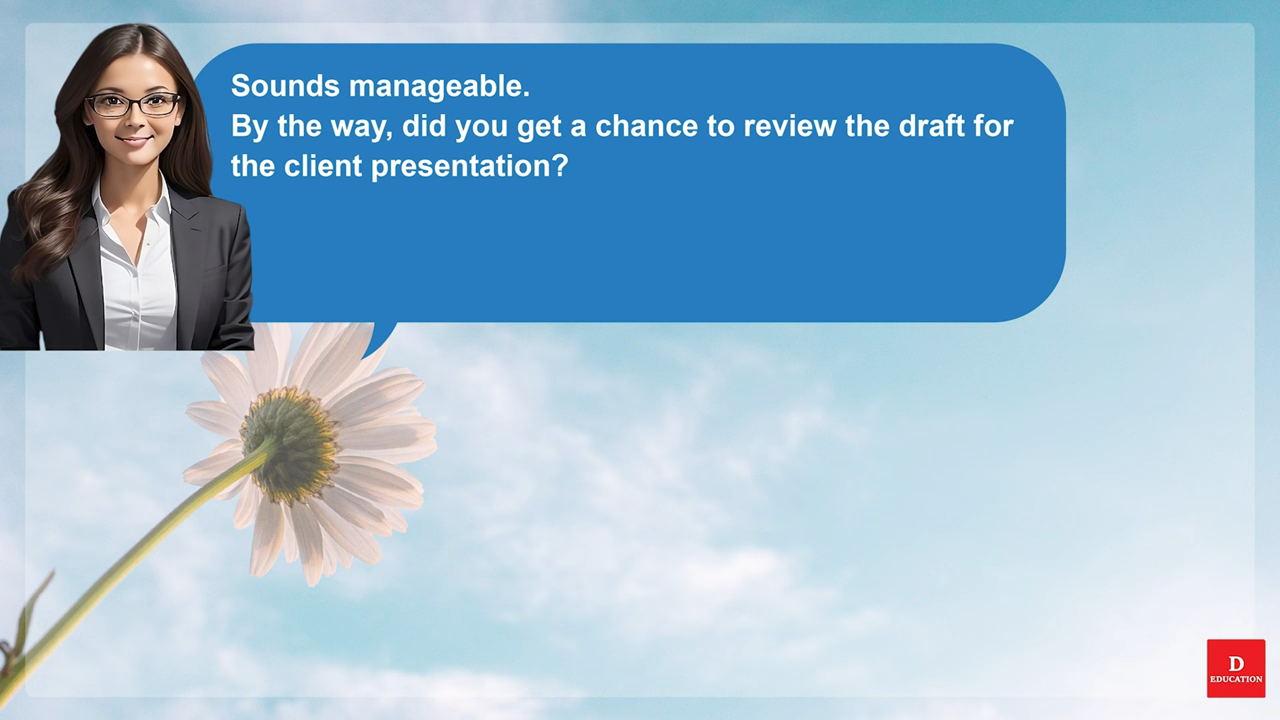 Sounds manageable.
By the way, did you get a chance to review the draft for
the client presentation?
D
EDUCATION